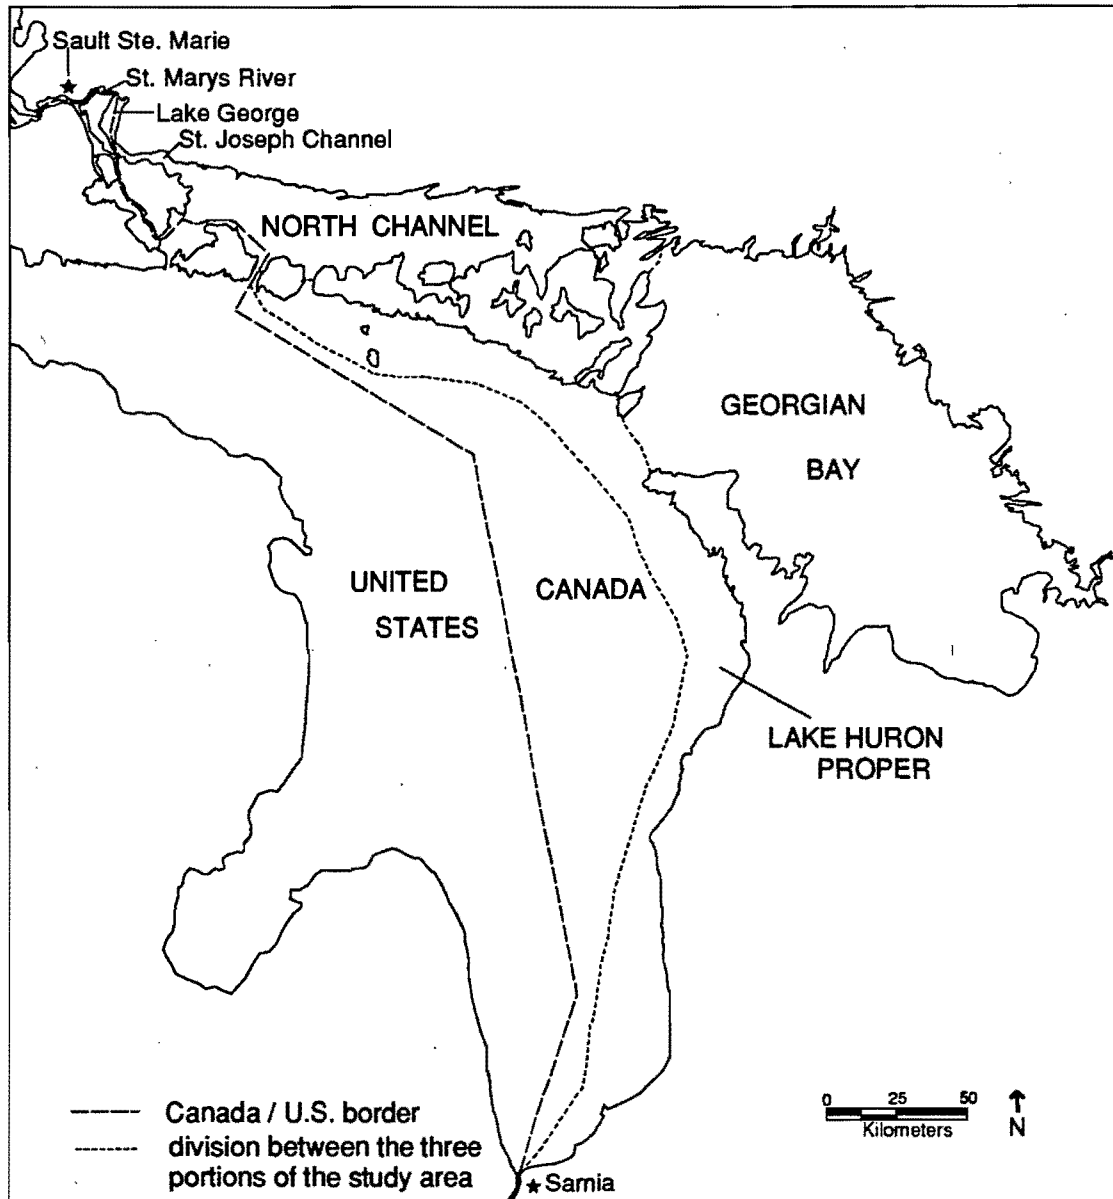 Sault Ste. Marie
St. Marys River
Lake George
St. Joseph Channel
NORTH CHANNEL
GEORGIAN
BAY
UNITED
STATES
CANADA
LAKE HURON
PROPER
Canada / U.S. border
division between the three
portions of the study area
0 25 50
Kilometers
N
Sarnia